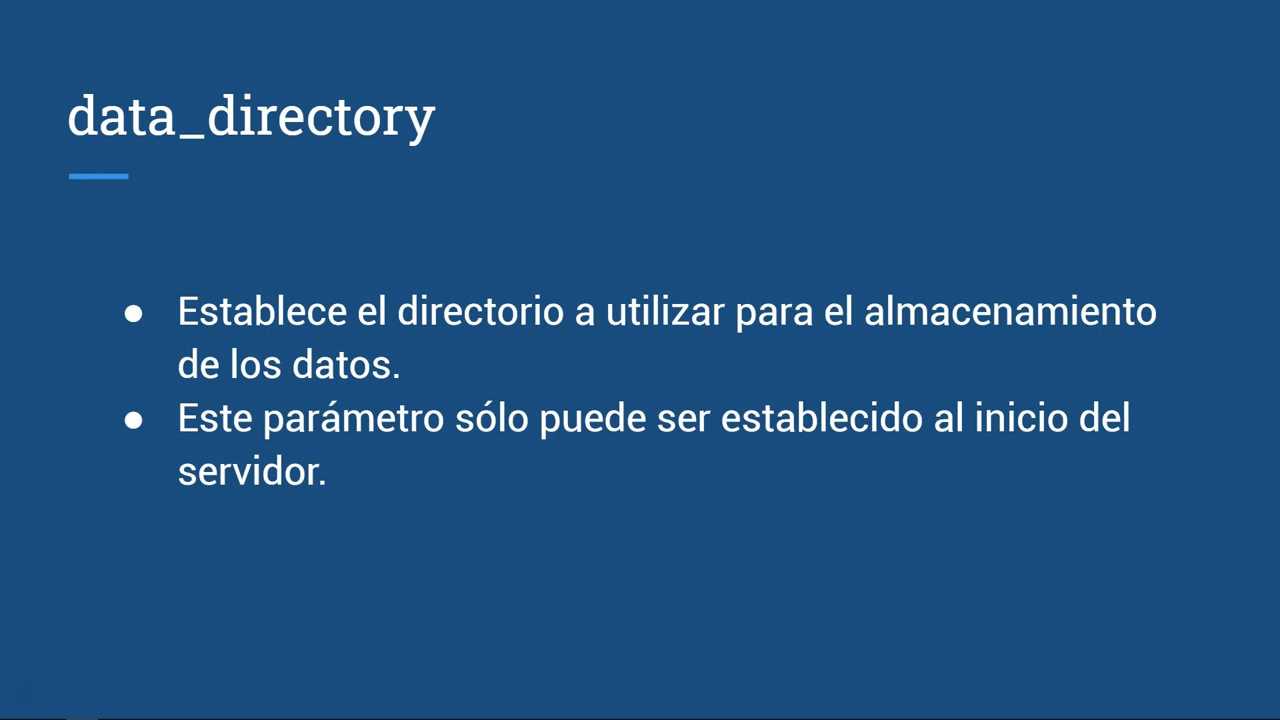 data_directory
● Establece el directorio a utilizar para el almacenamiento
de los datos.
● Este parámetro sólo puede ser establecido al inicio del
servidor.